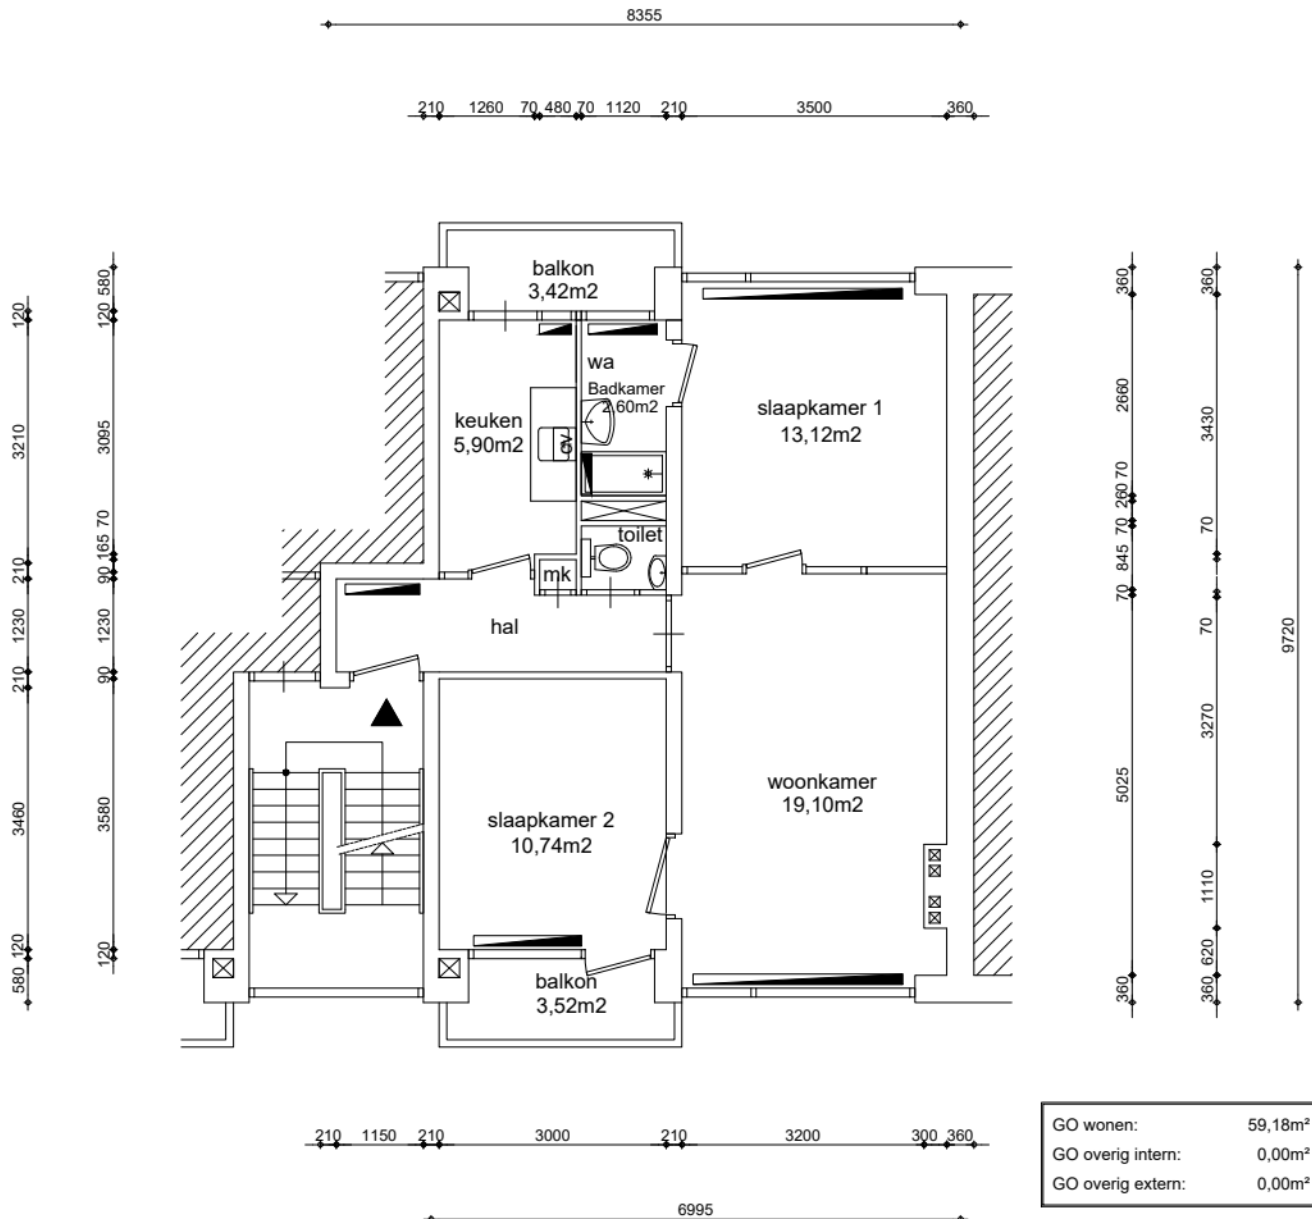 8355
210 1260 70 480 70 1120 210 3500 360
balkon
3,42m2
wa
Badkamer
2,60m2
keuken
5,90m2
cv
slaapkamer 1
13,12m2
toilet
mk
hal
woonkamer
19,10m2
slaapkamer 2
10,74m2
balkon
3,52m2
120
3210
210
1230
210
3460
120
580
580
120
3095
70
165
90
1230
90
3580
120
360
2660
70
260
70
845
70
5025
360
360
3430
70
70
3270
1110
620
360
9720
210 1150 210 3000 210 3200 300 360
6995
GO wonen: 59,18m²
GO overig intern: 0,00m²
GO overig extern: 0,00m²